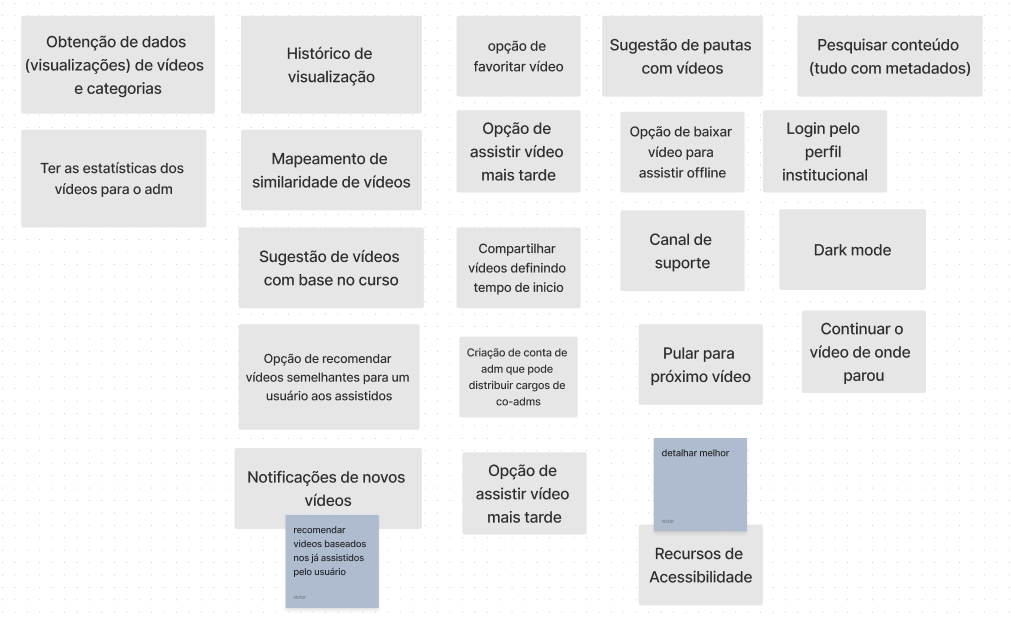 Obtenção de dados
(visualizações) de vídeos
e categorias
Histórico de
visualização
opção de
favoritar vídeo
Sugestão de pautas
com vídeos
Pesquisar conteúdo
(tudo com metadados)
Ter as estatísticas dos
vídeos para o adm
Mapeamento de
similaridade de vídeos
Opção de
assistir vídeo
mais tarde
Opção de baixar
vídeo para
assistir offline
Login pelo
perfil
institucional
Sugestão de vídeos
com base no curso
Compartilhar
vídeos definindo
tempo de inicio
Canal de
suporte
Dark mode
Opção de recomendar
vídeos semelhantes para um
usuário aos assistidos
Criação de conta de
adm que pode
distribuir cargos de
co-adms
Pular para
próximo vídeo
Continuar o
vídeo de onde
parou
Notificações de novos
vídeos
recomendar
videos baseados
nos já assistidos
pelo usuário
victor
Opção de
assistir vídeo
mais tarde
detalhar melhor
victor
Recursos de
Acessibilidade